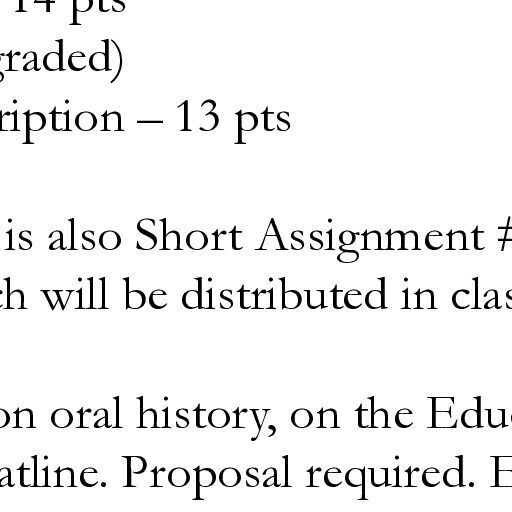 14 pts
graded)
ription – 13 pts
is also Short Assignment #
ch will be distributed in clas
on oral history, on the Edu
atline. Proposal required. E